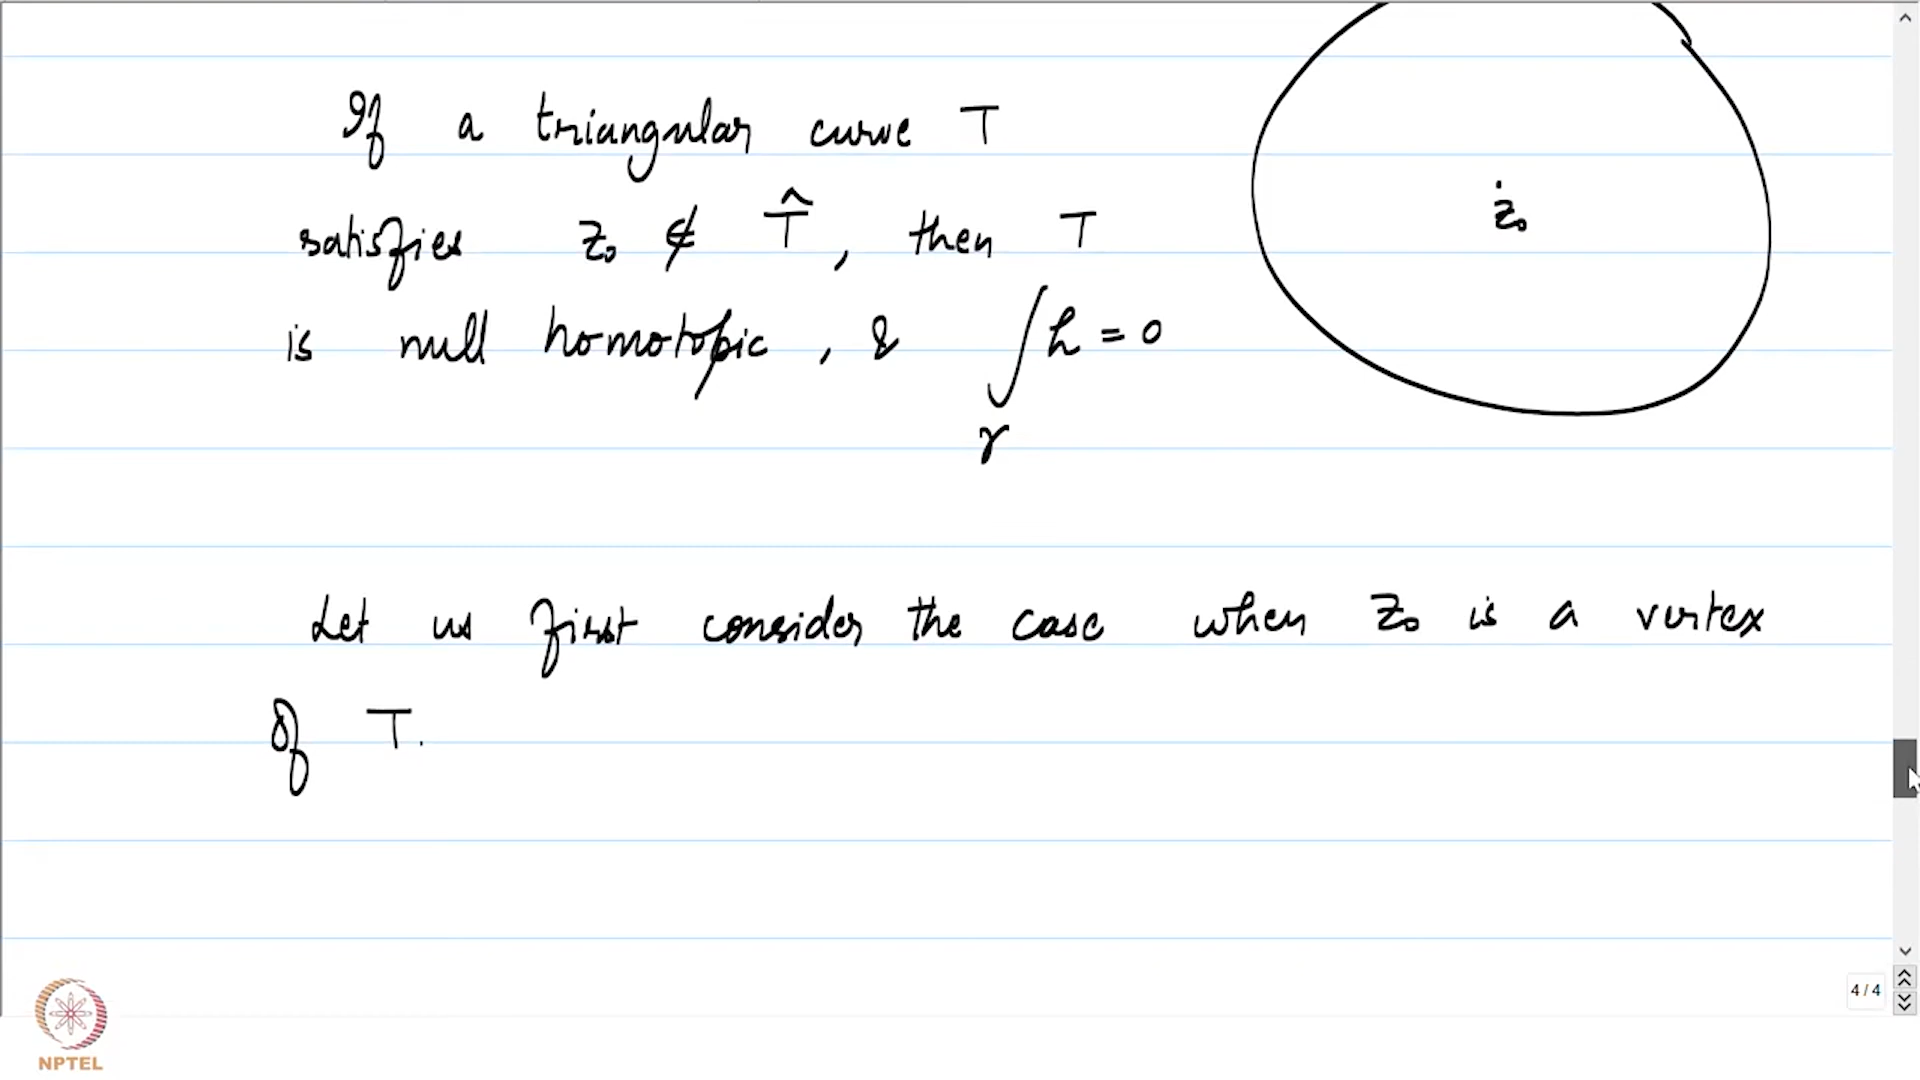 If a triangular curve T
satisfies z₀ ∉ T̂, then T
is null homotopic, & ∫_γ h = 0
z₀
Let us first consider the case when z₀ is a vertex
of T.
4 / 4
NPTEL